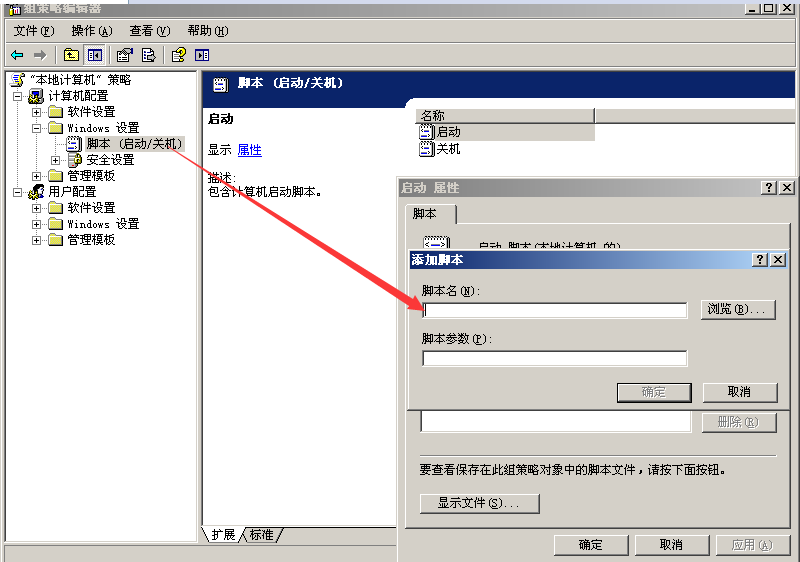 组策略编辑器
文件(F) 操作(A) 查看(V) 帮助(H)
“本地计算机” 策略
计算机配置
软件设置
Windows 设置
脚本 (启动/关机)
安全设置
管理模板
用户配置
软件设置
Windows 设置
管理模板
脚本 (启动/关机)
启动
显示 属性
描述:
包含计算机启动脚本。
名称
启动
关机
扩展 标准
启动 属性
脚本
启动 脚本(本地计算机 的)
添加脚本
脚本名(N):
浏览(B)...
脚本参数(P):
确定 取消
删除(R)
要查看保存在此组策略对象中的脚本文件，请按下面按钮。
显示文件(S)...
确定 取消 应用(A)